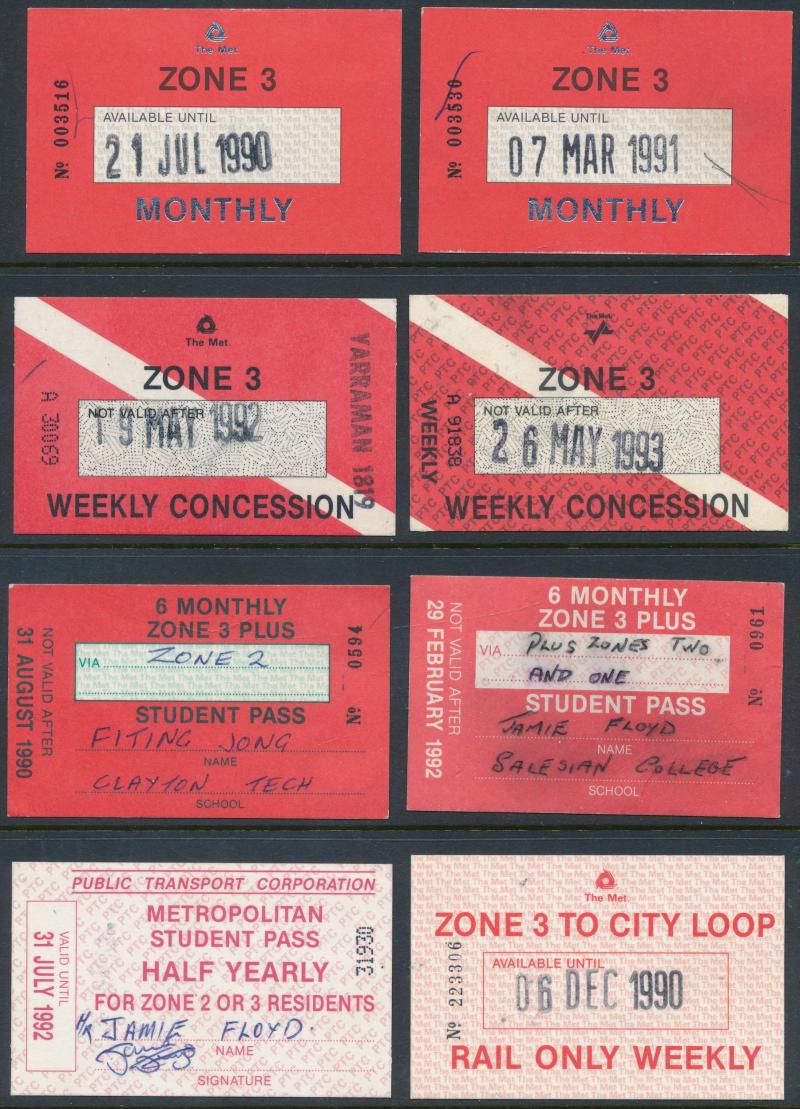 The Met.
ZONE 3
Nº 003516
AVAILABLE UNTIL
21 JUL 1990
MONTHLY
The Met.
ZONE 3
Nº 003530
AVAILABLE UNTIL
07 MAR 1991
MONTHLY
The Met.
ZONE 3
A 30069
NOT VALID AFTER
19 MAY 1992
YARRAMAN 1819
WEEKLY CONCESSION
The Met.
ZONE 3
WEEKLY
A 91838
NOT VALID AFTER
26 MAY 1993
WEEKLY CONCESSION
6 MONTHLY
ZONE 3 PLUS
NOT VALID AFTER
31 AUGUST 1990
VIA ZONE 2
Nº 0594
STUDENT PASS
FITING JONG
NAME
CLAYTON TECH
SCHOOL
6 MONTHLY
ZONE 3 PLUS
NOT VALID AFTER
29 FEBRUARY 1992
VIA PLUS ZONES TWO
AND ONE
Nº 0961
STUDENT PASS
JAMIE FLOYD
NAME
SALESIAN COLLEGE
SCHOOL
PUBLIC TRANSPORT CORPORATION
METROPOLITAN
STUDENT PASS
HALF YEARLY
FOR ZONE 2 OR 3 RESIDENTS
VALID UNTIL
31 JULY 1992
31930
Mr JAMIE FLOYD.
NAME
SIGNATURE
The Met.
ZONE 3 TO CITY LOOP
Nº 223306
AVAILABLE UNTIL
06 DEC 1990
RAIL ONLY WEEKLY